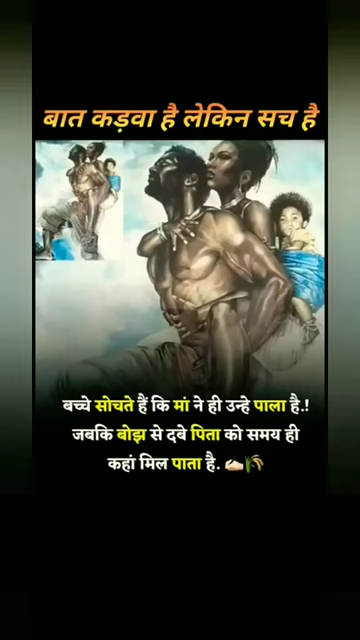 बात कड़वा है लेकिन सच है
बच्चे सोचते हैं कि मां ने ही उन्हे पाला है.!
जबकि बोझ से दबे पिता को समय ही
कहां मिल पाता है. ✍🏻🌾